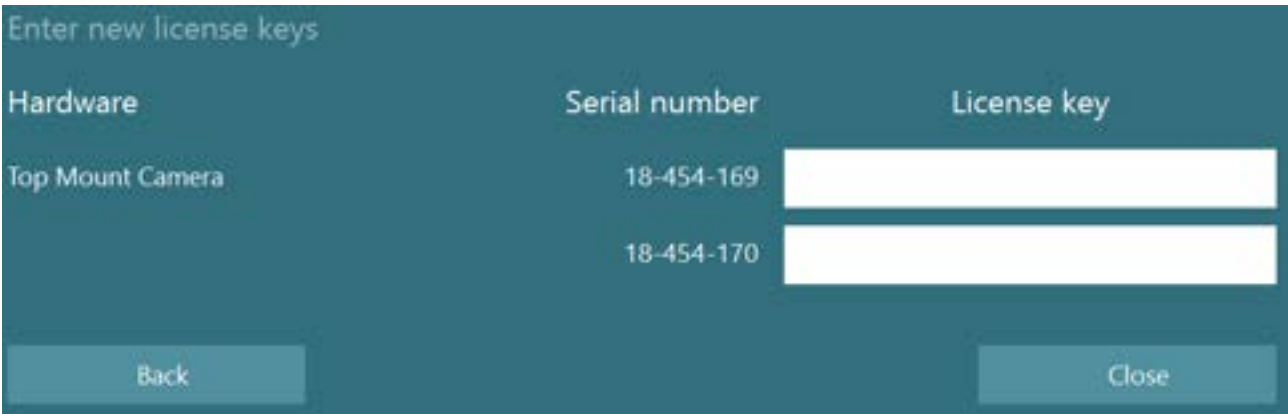 Enter new license keys
Hardware Serial number License key
Top Mount Camera 18-454-169
18-454-170
Back Close